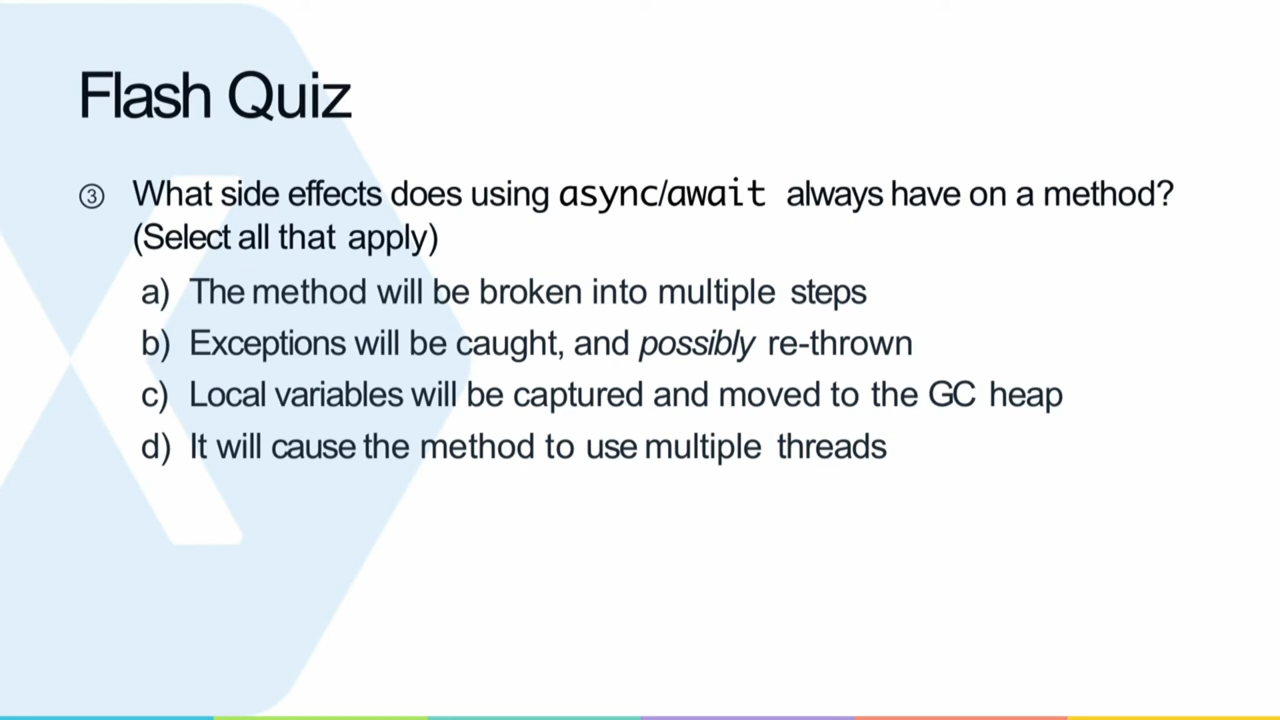 Flash Quiz
③ What side effects does using async/await always have on a method?
(Select all that apply)
a) The method will be broken into multiple steps
b) Exceptions will be caught, and possibly re-thrown
c) Local variables will be captured and moved to the GC heap
d) It will cause the method to use multiple threads